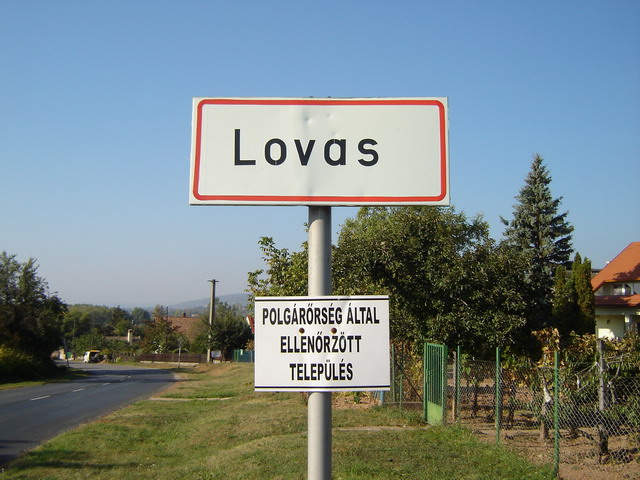 Lovas
POLGÁRŐRSÉG ÁLTAL
ELLENŐRZÖTT
TELEPÜLÉS